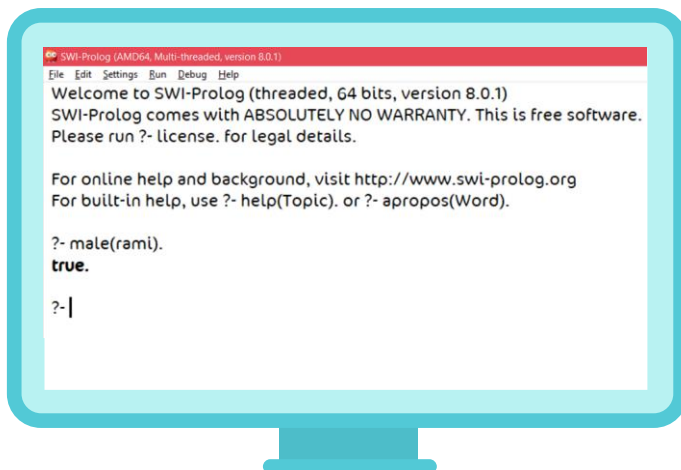 SWI-Prolog (AMD64, Multi-threaded, version 8.0.1)
File Edit Settings Run Debug Help
Welcome to SWI-Prolog (threaded, 64 bits, version 8.0.1)
SWI-Prolog comes with ABSOLUTELY NO WARRANTY. This is free software.
Please run ?- license. for legal details.
For online help and background, visit http://www.swi-prolog.org
For built-in help, use ?- help(Topic). or ?- apropos(Word).
?- male(rami).
true.
?-